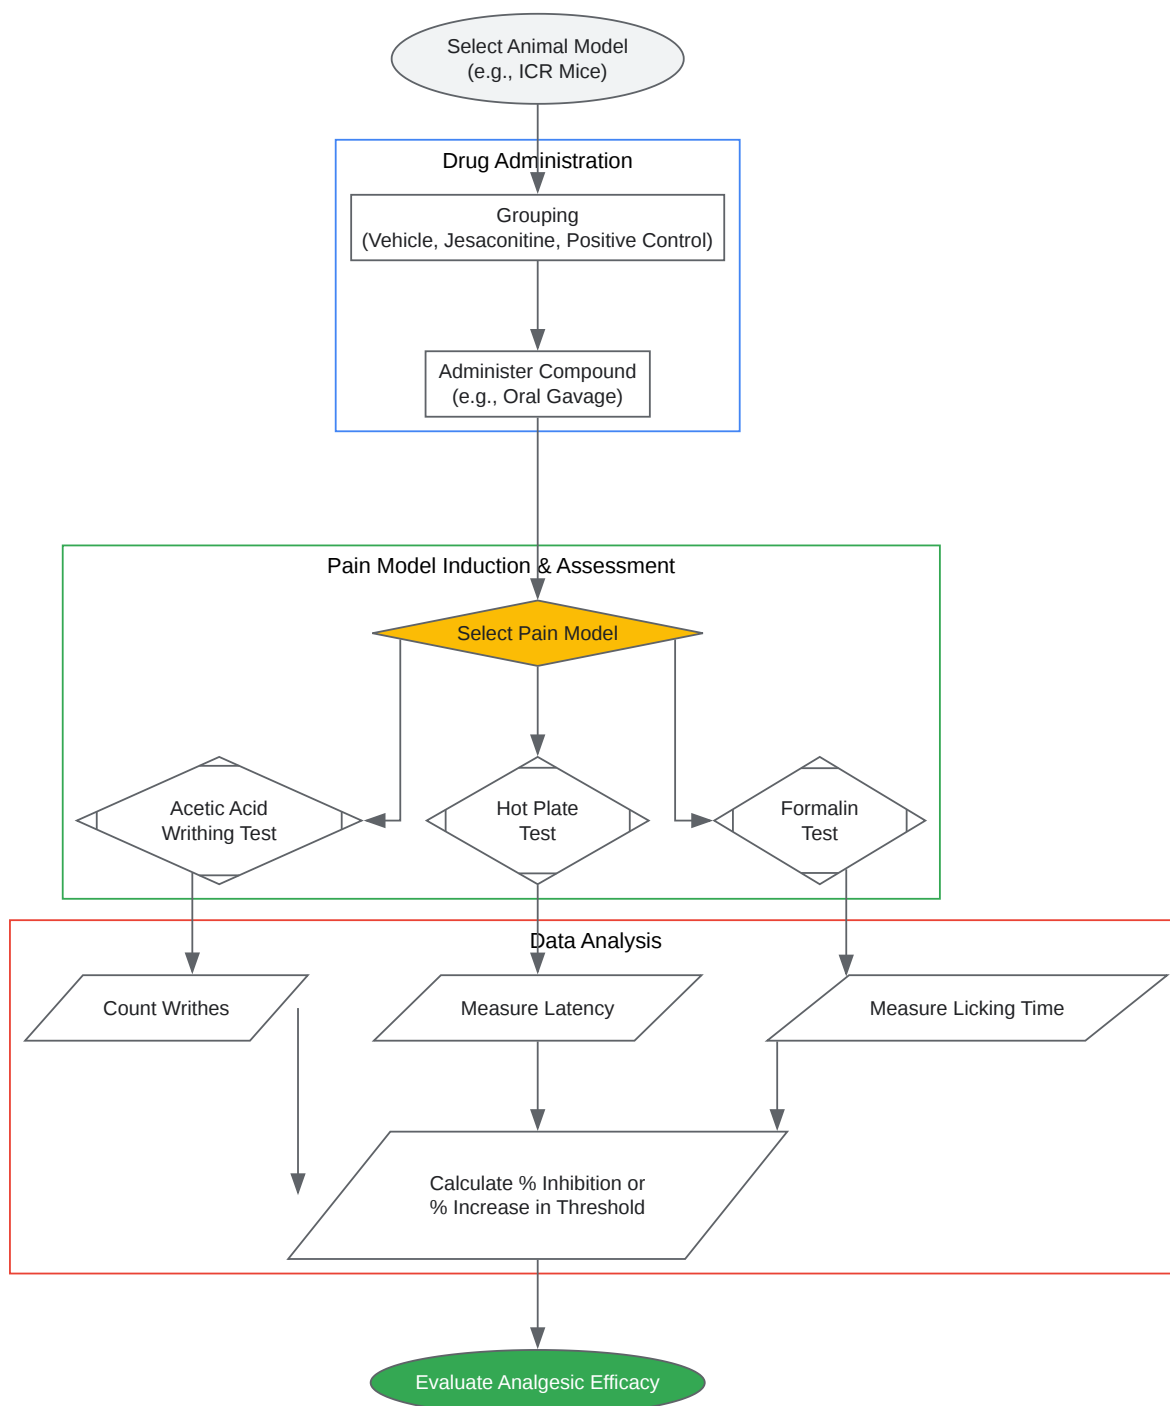 Select Animal Model
(e.g., ICR Mice)
Drug Administration
Grouping
(Vehicle, Jesaconitine, Positive Control)
Administer Compound
(e.g., Oral Gavage)
Pain Model Induction & Assessment
Select Pain Model
Acetic Acid
Writhing Test
Hot Plate
Test
Formalin
Test
Data Analysis
Count Writhes
Measure Latency
Measure Licking Time
Calculate % Inhibition or
% Increase in Threshold
Evaluate Analgesic Efficacy